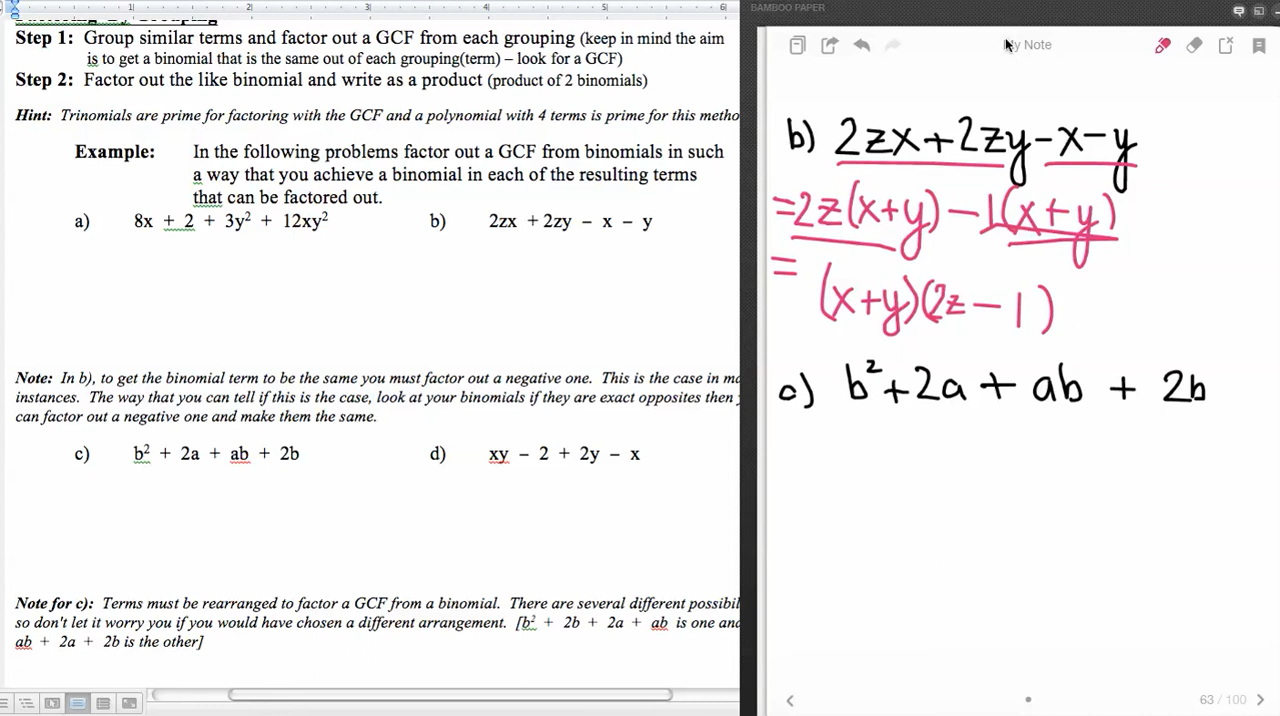 1 2 3 4 5 6
BAMBOO PAPER
Step 1: Group similar terms and factor out a GCF from each grouping (keep in mind the aim
is to get a binomial that is the same out of each grouping(term) – look for a GCF)
Step 2: Factor out the like binomial and write as a product (product of 2 binomials)
Hint: Trinomials are prime for factoring with the GCF and a polynomial with 4 terms is prime for this metho
Example: In the following problems factor out a GCF from binomials in such
a way that you achieve a binomial in each of the resulting terms
that can be factored out.
a) 8x + 2 + 3y² + 12xy² b) 2zx + 2zy – x – y
Note: In b), to get the binomial term to be the same you must factor out a negative one. This is the case in ma
instances. The way that you can tell if this is the case, look at your binomials if they are exact opposites then y
can factor out a negative one and make them the same.
c) b² + 2a + ab + 2b d) xy – 2 + 2y – x
Note for c): Terms must be rearranged to factor a GCF from a binomial. There are several different possibil
so don't let it worry you if you would have chosen a different arrangement. [b² + 2b + 2a + ab is one and
ab + 2a + 2b is the other]
My Note
b) 2zx+2zy-x-y
=2z(x+y)-1(x+y)
= (x+y)(2z-1)
c) b²+2a+ab+2b
63 / 100